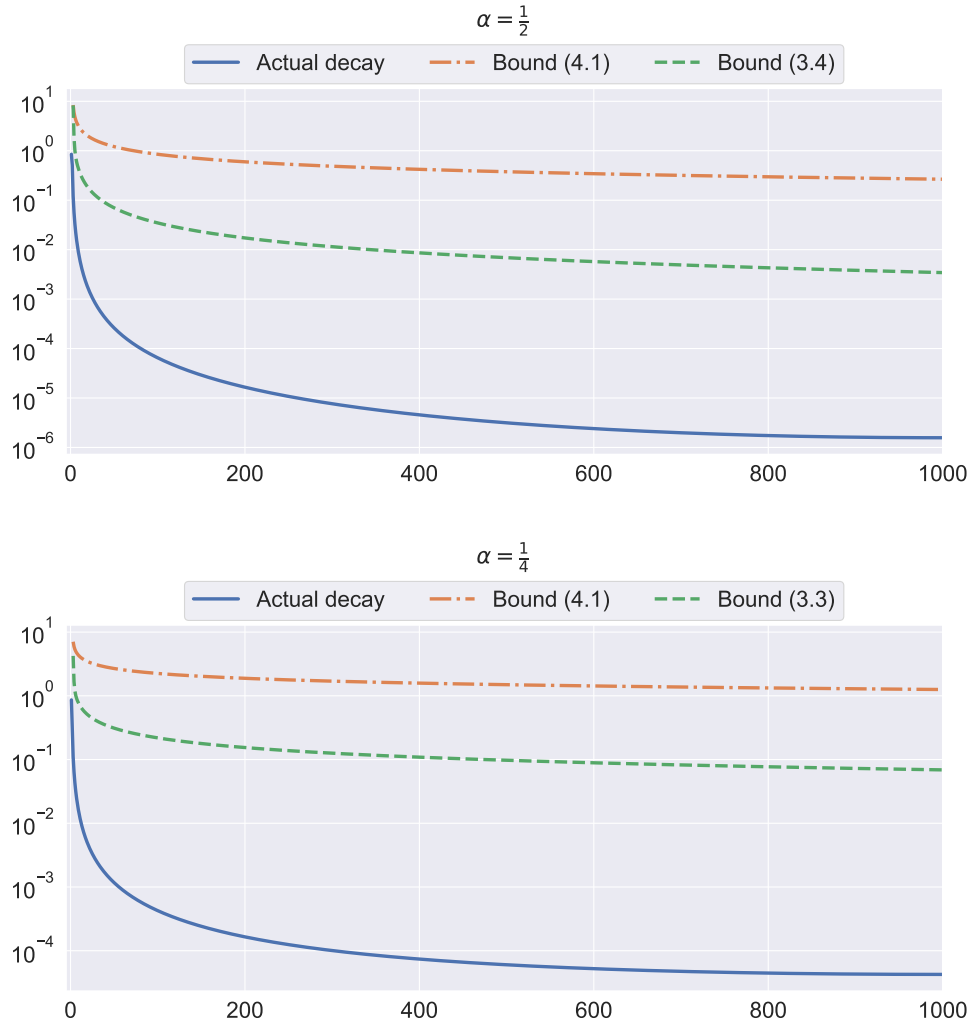 α = 1/2
Actual decay Bound (4.1) Bound (3.4)
10^1
10^0
10^−1
10^−2
10^−3
10^−4
10^−5
10^−6
0 200 400 600 800 1000
α = 1/4
Actual decay Bound (4.1) Bound (3.3)
10^1
10^0
10^−1
10^−2
10^−3
10^−4
0 200 400 600 800 1000